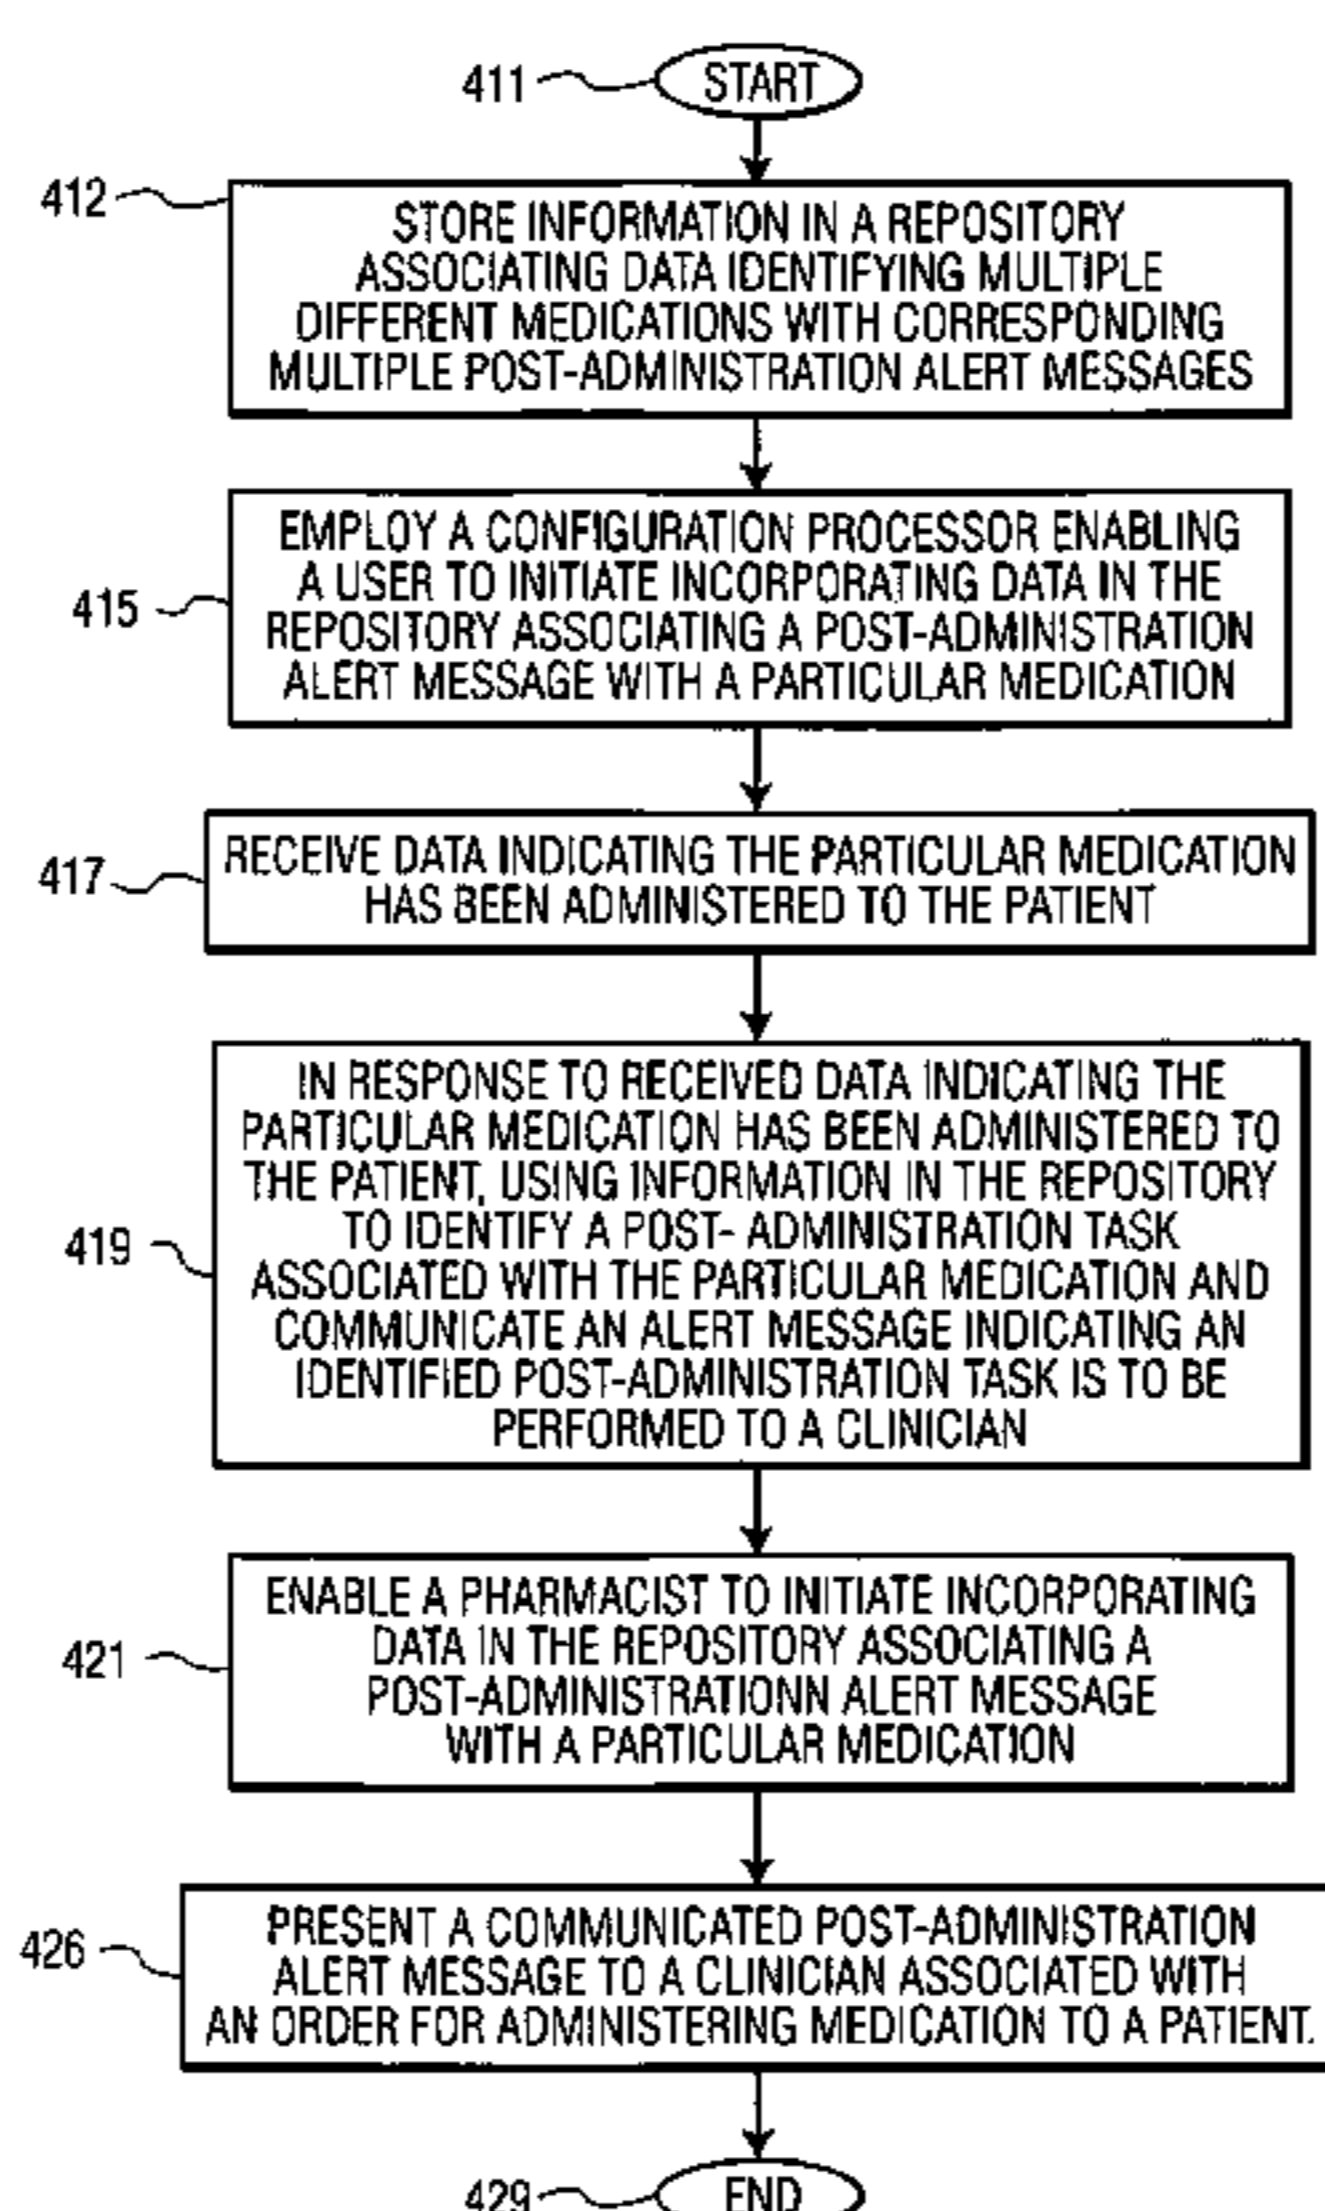 411
START
412
STORE INFORMATION IN A REPOSITORY
ASSOCIATING DATA IDENTIFYING MULTIPLE
DIFFERENT MEDICATIONS WITH CORRESPONDING
MULTIPLE POST-ADMINISTRATION ALERT MESSAGES
415
EMPLOY A CONFIGURATION PROCESSOR ENABLING
A USER TO INITIATE INCORPORATING DATA IN THE
REPOSITORY ASSOCIATING A POST-ADMINISTRATION
ALERT MESSAGE WITH A PARTICULAR MEDICATION
417
RECEIVE DATA INDICATING THE PARTICULAR MEDICATION
HAS BEEN ADMINISTERED TO THE PATIENT
419
IN RESPONSE TO RECEIVED DATA INDICATING THE
PARTICULAR MEDICATION HAS BEEN ADMINISTERED TO
THE PATIENT, USING INFORMATION IN THE REPOSITORY
TO IDENTIFY A POST- ADMINISTRATION TASK
ASSOCIATED WITH THE PARTICULAR MEDICATION AND
COMMUNICATE AN ALERT MESSAGE INDICATING AN
IDENTIFIED POST-ADMINISTRATION TASK IS TO BE
PERFORMED TO A CLINICIAN
421
ENABLE A PHARMACIST TO INITIATE INCORPORATING
DATA IN THE REPOSITORY ASSOCIATING A
POST-ADMINISTRATIONN ALERT MESSAGE
WITH A PARTICULAR MEDICATION
426
PRESENT A COMMUNICATED POST-ADMINISTRATION
ALERT MESSAGE TO A CLINICIAN ASSOCIATED WITH
AN ORDER FOR ADMINISTERING MEDICATION TO A PATIENT.
429
END